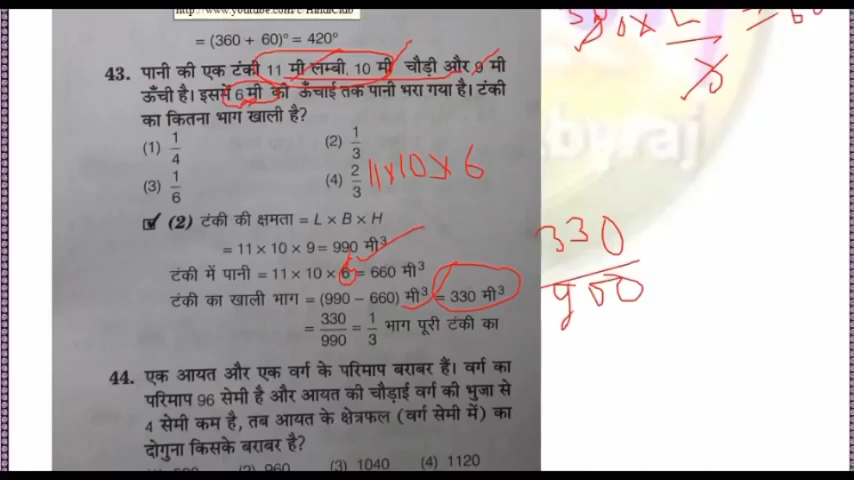 http://www.youtube.com/c/HindiClub
= (360 + 60)° = 420°
43. पानी की एक टंकी 11 मी लम्बी, 10 मी चौड़ी और 9 मी
ऊँची है। इसमें 6 मी की ऊँचाई तक पानी भरा गया है। टंकी
का कितना भाग खाली है?
(1) 1/4 (2) 1/3
(3) 1/6 (4) 2/3
11×10×6
(2) टंकी की क्षमता = L × B × H
= 11 × 10 × 9 = 990 मी³
टंकी में पानी = 11 × 10 × 6 = 660 मी³
टंकी का खाली भाग = (990 – 660) मी³ = 330 मी³
= 330/990 = 1/3 भाग पूरी टंकी का
330
44. एक आयत और एक वर्ग के परिमाप बराबर हैं। वर्ग का
परिमाप 96 सेमी है और आयत की चौड़ाई वर्ग की भुजा से
4 सेमी कम है, तब आयत के क्षेत्रफल (वर्ग सेमी में) का
दोगुना किसके बराबर है?
(2) 960 (3) 1040 (4) 1120